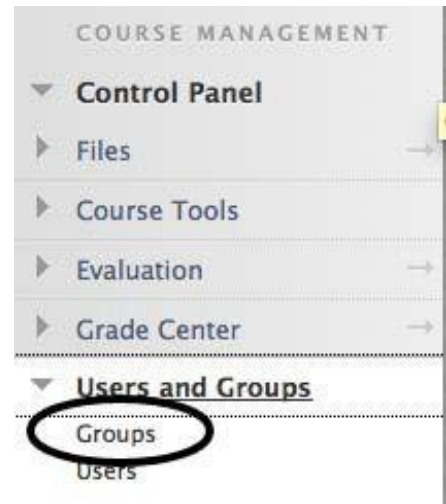 COURSE MANAGEMENT
Control Panel
Files
Course Tools
Evaluation
Grade Center
Users and Groups
Groups
Users